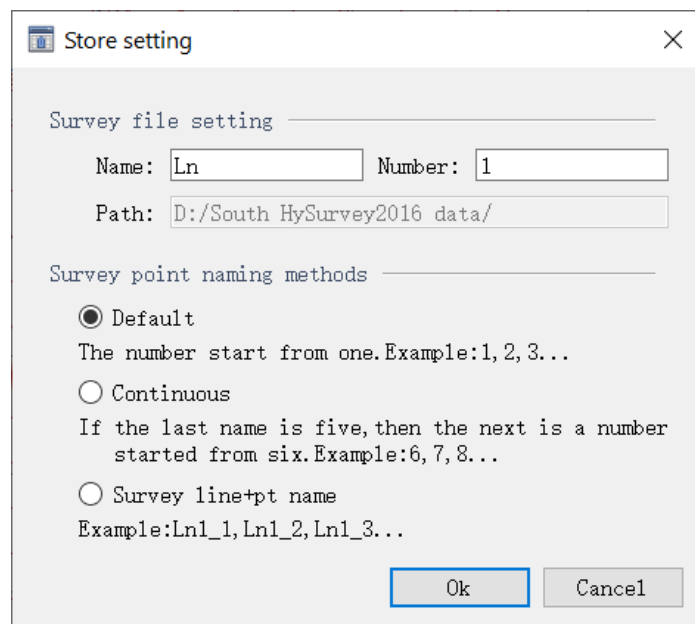 Store setting
Survey file setting
Name: Ln Number: 1
Path: D:/South HySurvey2016 data/
Survey point naming methods
Default
The number start from one.Example:1,2,3...
Continuous
If the last name is five,then the next is a number
started from six.Example:6,7,8...
Survey line+pt name
Example:Ln1_1,Ln1_2,Ln1_3...
Ok Cancel